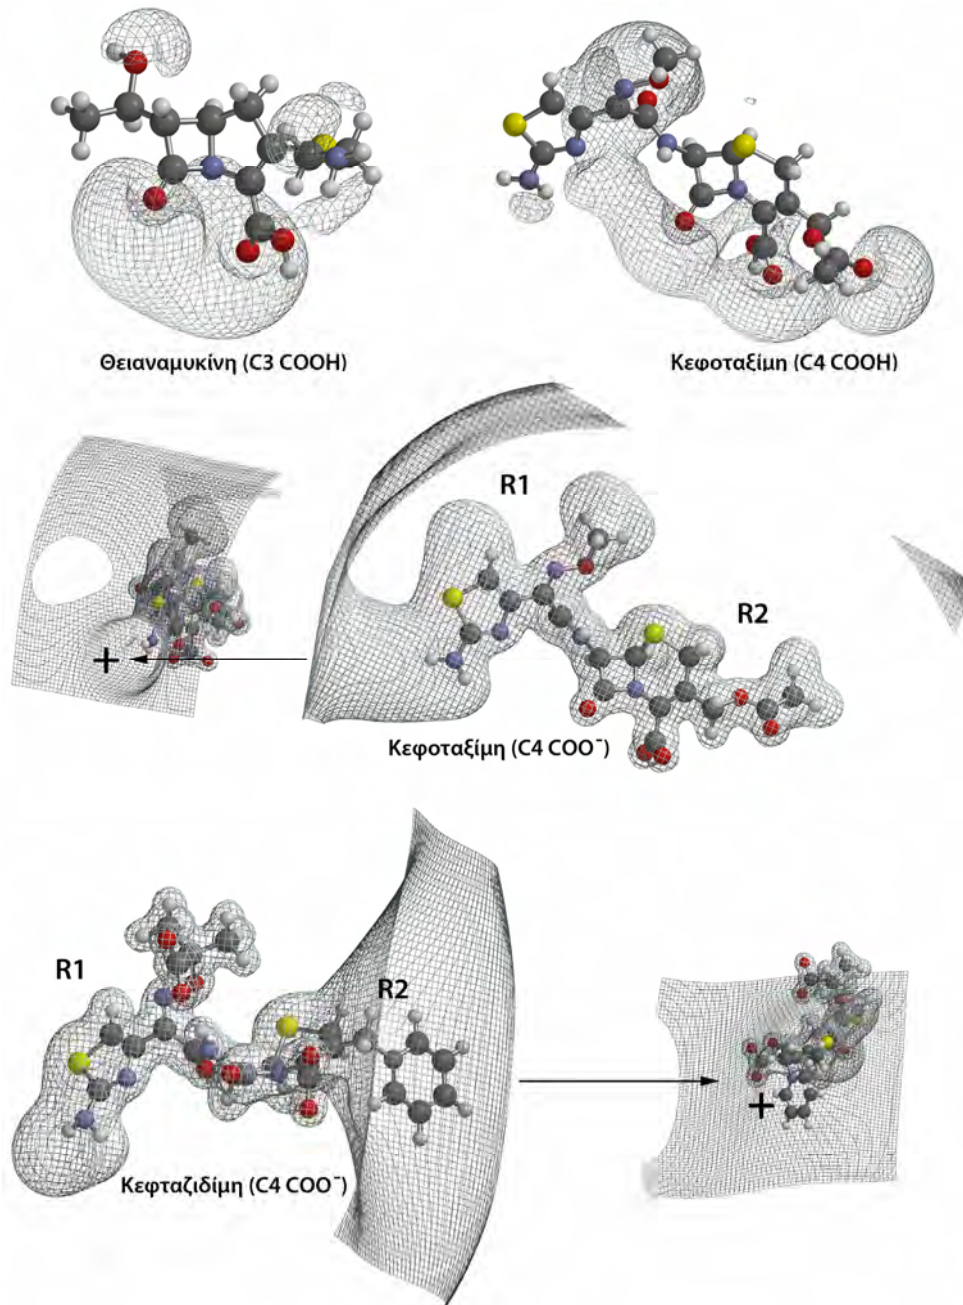 Θειαναμυκίνη (C3 COOH)
Κεφοταξίμη (C4 COOH)
R1
R2
+
Κεφοταξίμη (C4 COO⁻)
R1
R2
+
Κεφταζιδίμη (C4 COO⁻)